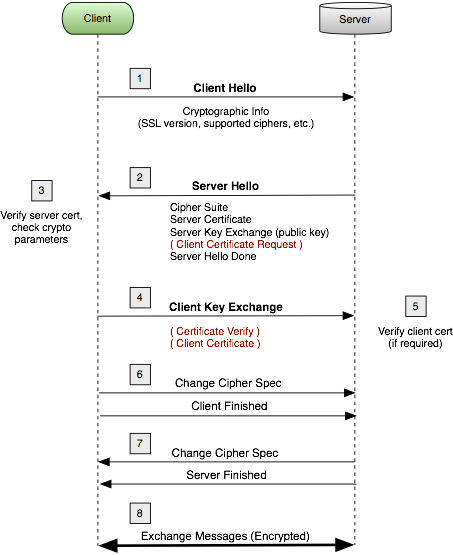 Client
Server
1
Client Hello
Cryptographic Info
(SSL version, supported ciphers, etc.)
2
Server Hello
3
Verify server cert,
check crypto
parameters
Cipher Suite
Server Certificate
Server Key Exchange (public key)
( Client Certificate Request )
Server Hello Done
4
Client Key Exchange
( Certificate Verify )
( Client Certificate )
5
Verify client cert
(if required)
6
Change Cipher Spec
Client Finished
7
Change Cipher Spec
Server Finished
8
Exchange Messages (Encrypted)